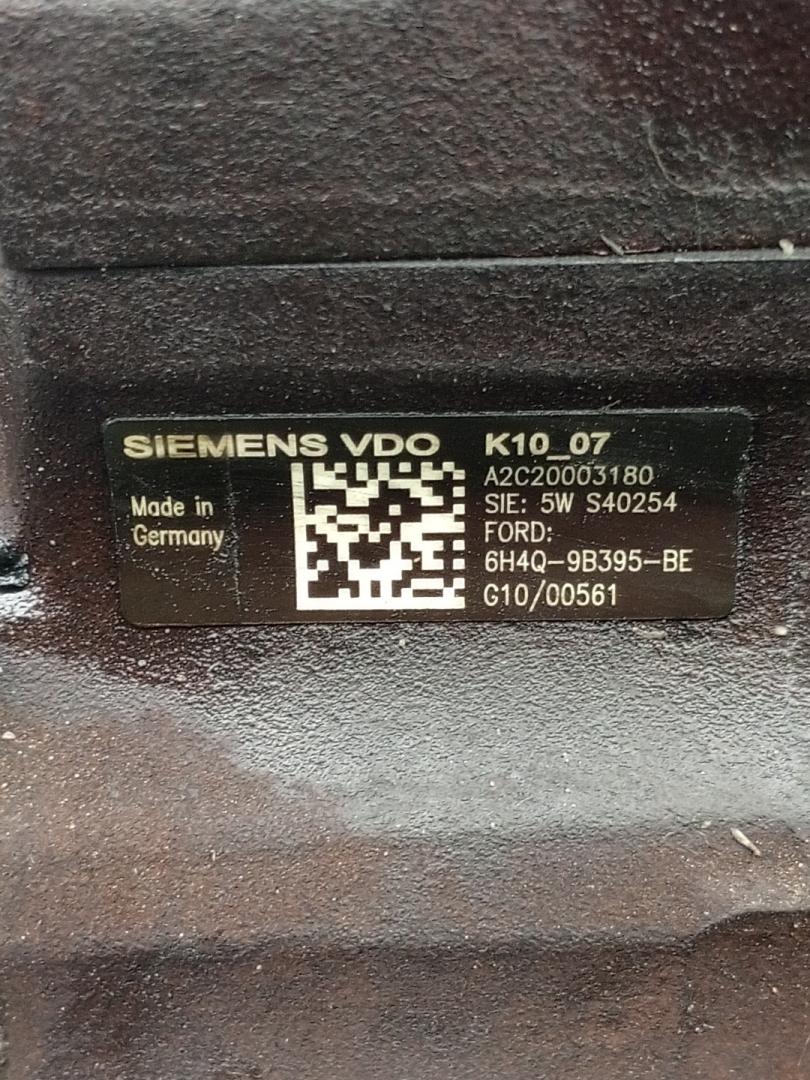 SIEMENS VDO
Made in
Germany
K10_07
A2C20003180
SIE: 5W S40254
FORD:
6H4Q-9B395-BE
G10/00561